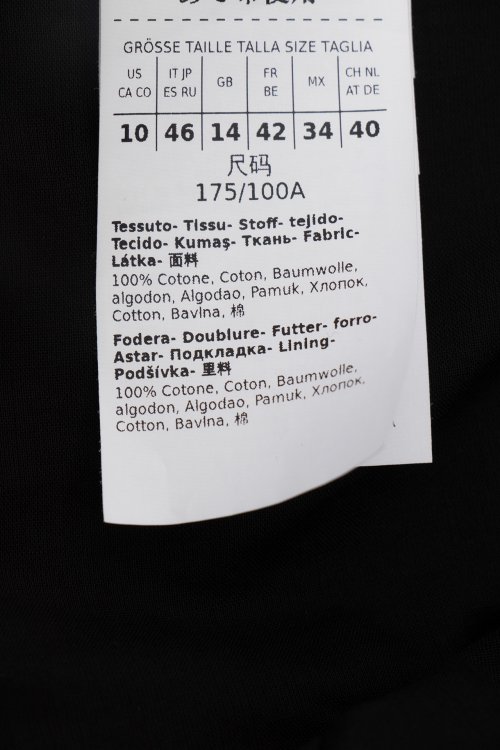 GRÖSSE TAILLE TALLA SIZE TAGLIA
US IT JP GB FR MX CH NL
CA CO ES RU BE AT DE
10 46 14 42 34 40
尺码
175/100A
Tessuto- Tissu- Stoff- tejido-
Tecido- Kumaş- Ткань- Fabric-
Látka- 面料
100% Cotone, Coton, Baumwolle,
algodon, Algodao, Pamuk, Хлопок,
Cotton, Bavlna, 棉
Fodera- Doublure- Futter- forro-
Astar- Подкладка- Lining-
Podšívka- 里料
100% Cotone, Coton, Baumwolle,
algodon, Algodao, Pamuk, Хлопок,
Cotton, Bavlna, 棉